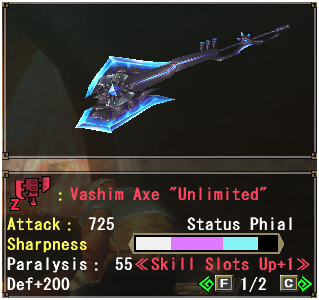 Z : Vashim Axe "Unlimited"
Attack： 725 Status Phial
Sharpness
Paralysis： 55 ≪Skill Slots Up+1≫
Def+200 F 1/2 C